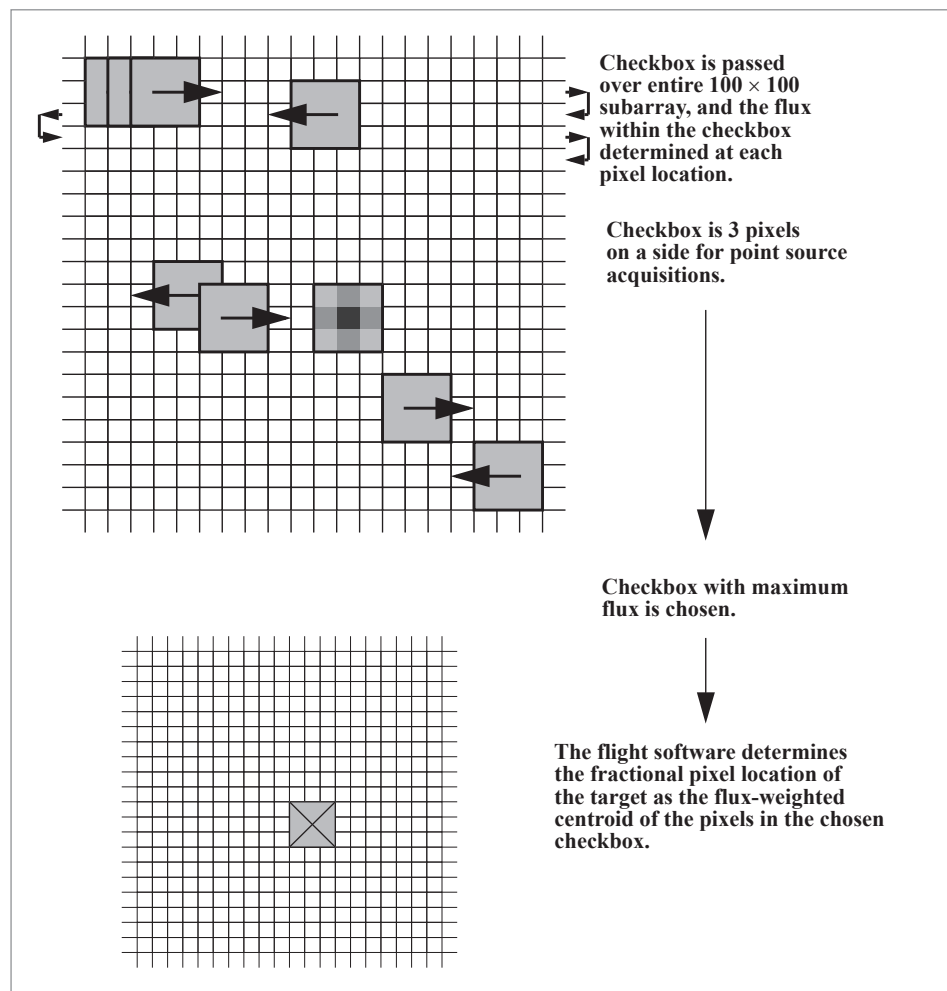 Checkbox is passed
over entire 100 × 100
subarray, and the flux
within the checkbox
determined at each
pixel location.
Checkbox is 3 pixels
on a side for point source
acquisitions.
Checkbox with maximum
flux is chosen.
The flight software determines
the fractional pixel location of
the target as the flux-weighted
centroid of the pixels in the chosen
checkbox.